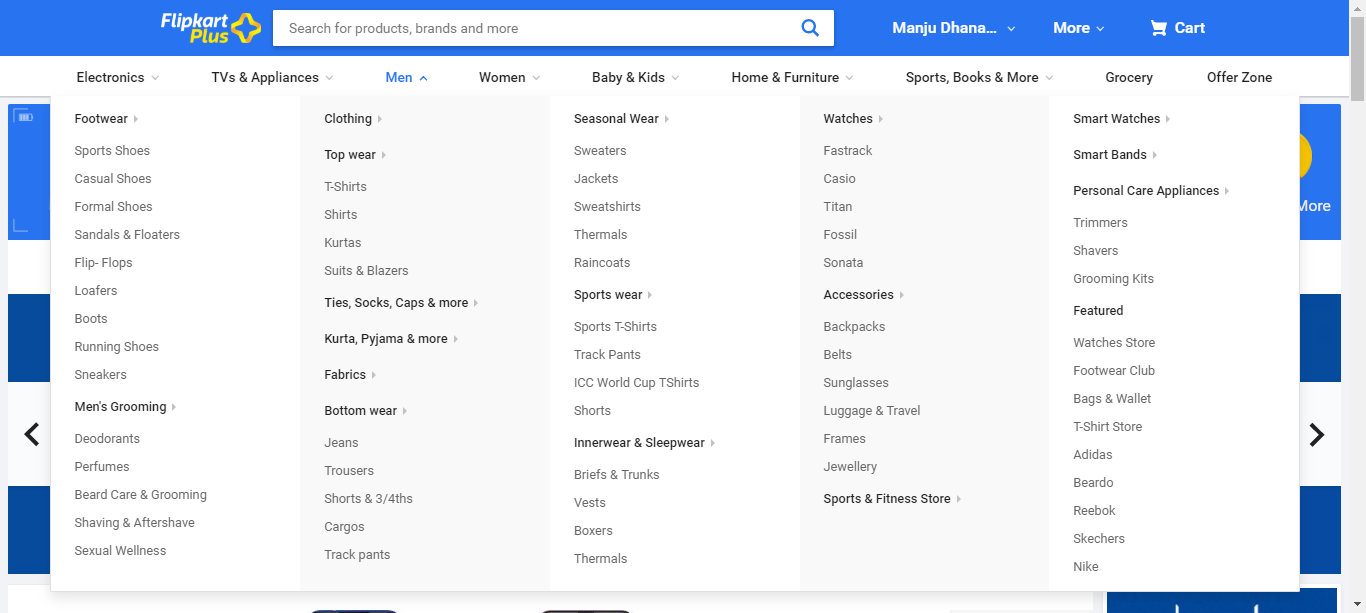 Flipkart
Plus
Search for products, brands and more
Manju Dhana...
More
Cart
Electronics
TVs & Appliances
Men
Women
Baby & Kids
Home & Furniture
Sports, Books & More
Grocery
Offer Zone
Footwear
Sports Shoes
Casual Shoes
Formal Shoes
Sandals & Floaters
Flip- Flops
Loafers
Boots
Running Shoes
Sneakers
Men's Grooming
Deodorants
Perfumes
Beard Care & Grooming
Shaving & Aftershave
Sexual Wellness
Clothing
Top wear
T-Shirts
Shirts
Kurtas
Suits & Blazers
Ties, Socks, Caps & more
Kurta, Pyjama & more
Fabrics
Bottom wear
Jeans
Trousers
Shorts & 3/4ths
Cargos
Track pants
Seasonal Wear
Sweaters
Jackets
Sweatshirts
Thermals
Raincoats
Sports wear
Sports T-Shirts
Track Pants
ICC World Cup TShirts
Shorts
Innerwear & Sleepwear
Briefs & Trunks
Vests
Boxers
Thermals
Watches
Fastrack
Casio
Titan
Fossil
Sonata
Accessories
Backpacks
Belts
Sunglasses
Luggage & Travel
Frames
Jewellery
Sports & Fitness Store
Smart Watches
Smart Bands
Personal Care Appliances
Trimmers
Shavers
Grooming Kits
Featured
Watches Store
Footwear Club
Bags & Wallet
T-Shirt Store
Adidas
Beardo
Reebok
Skechers
Nike
More